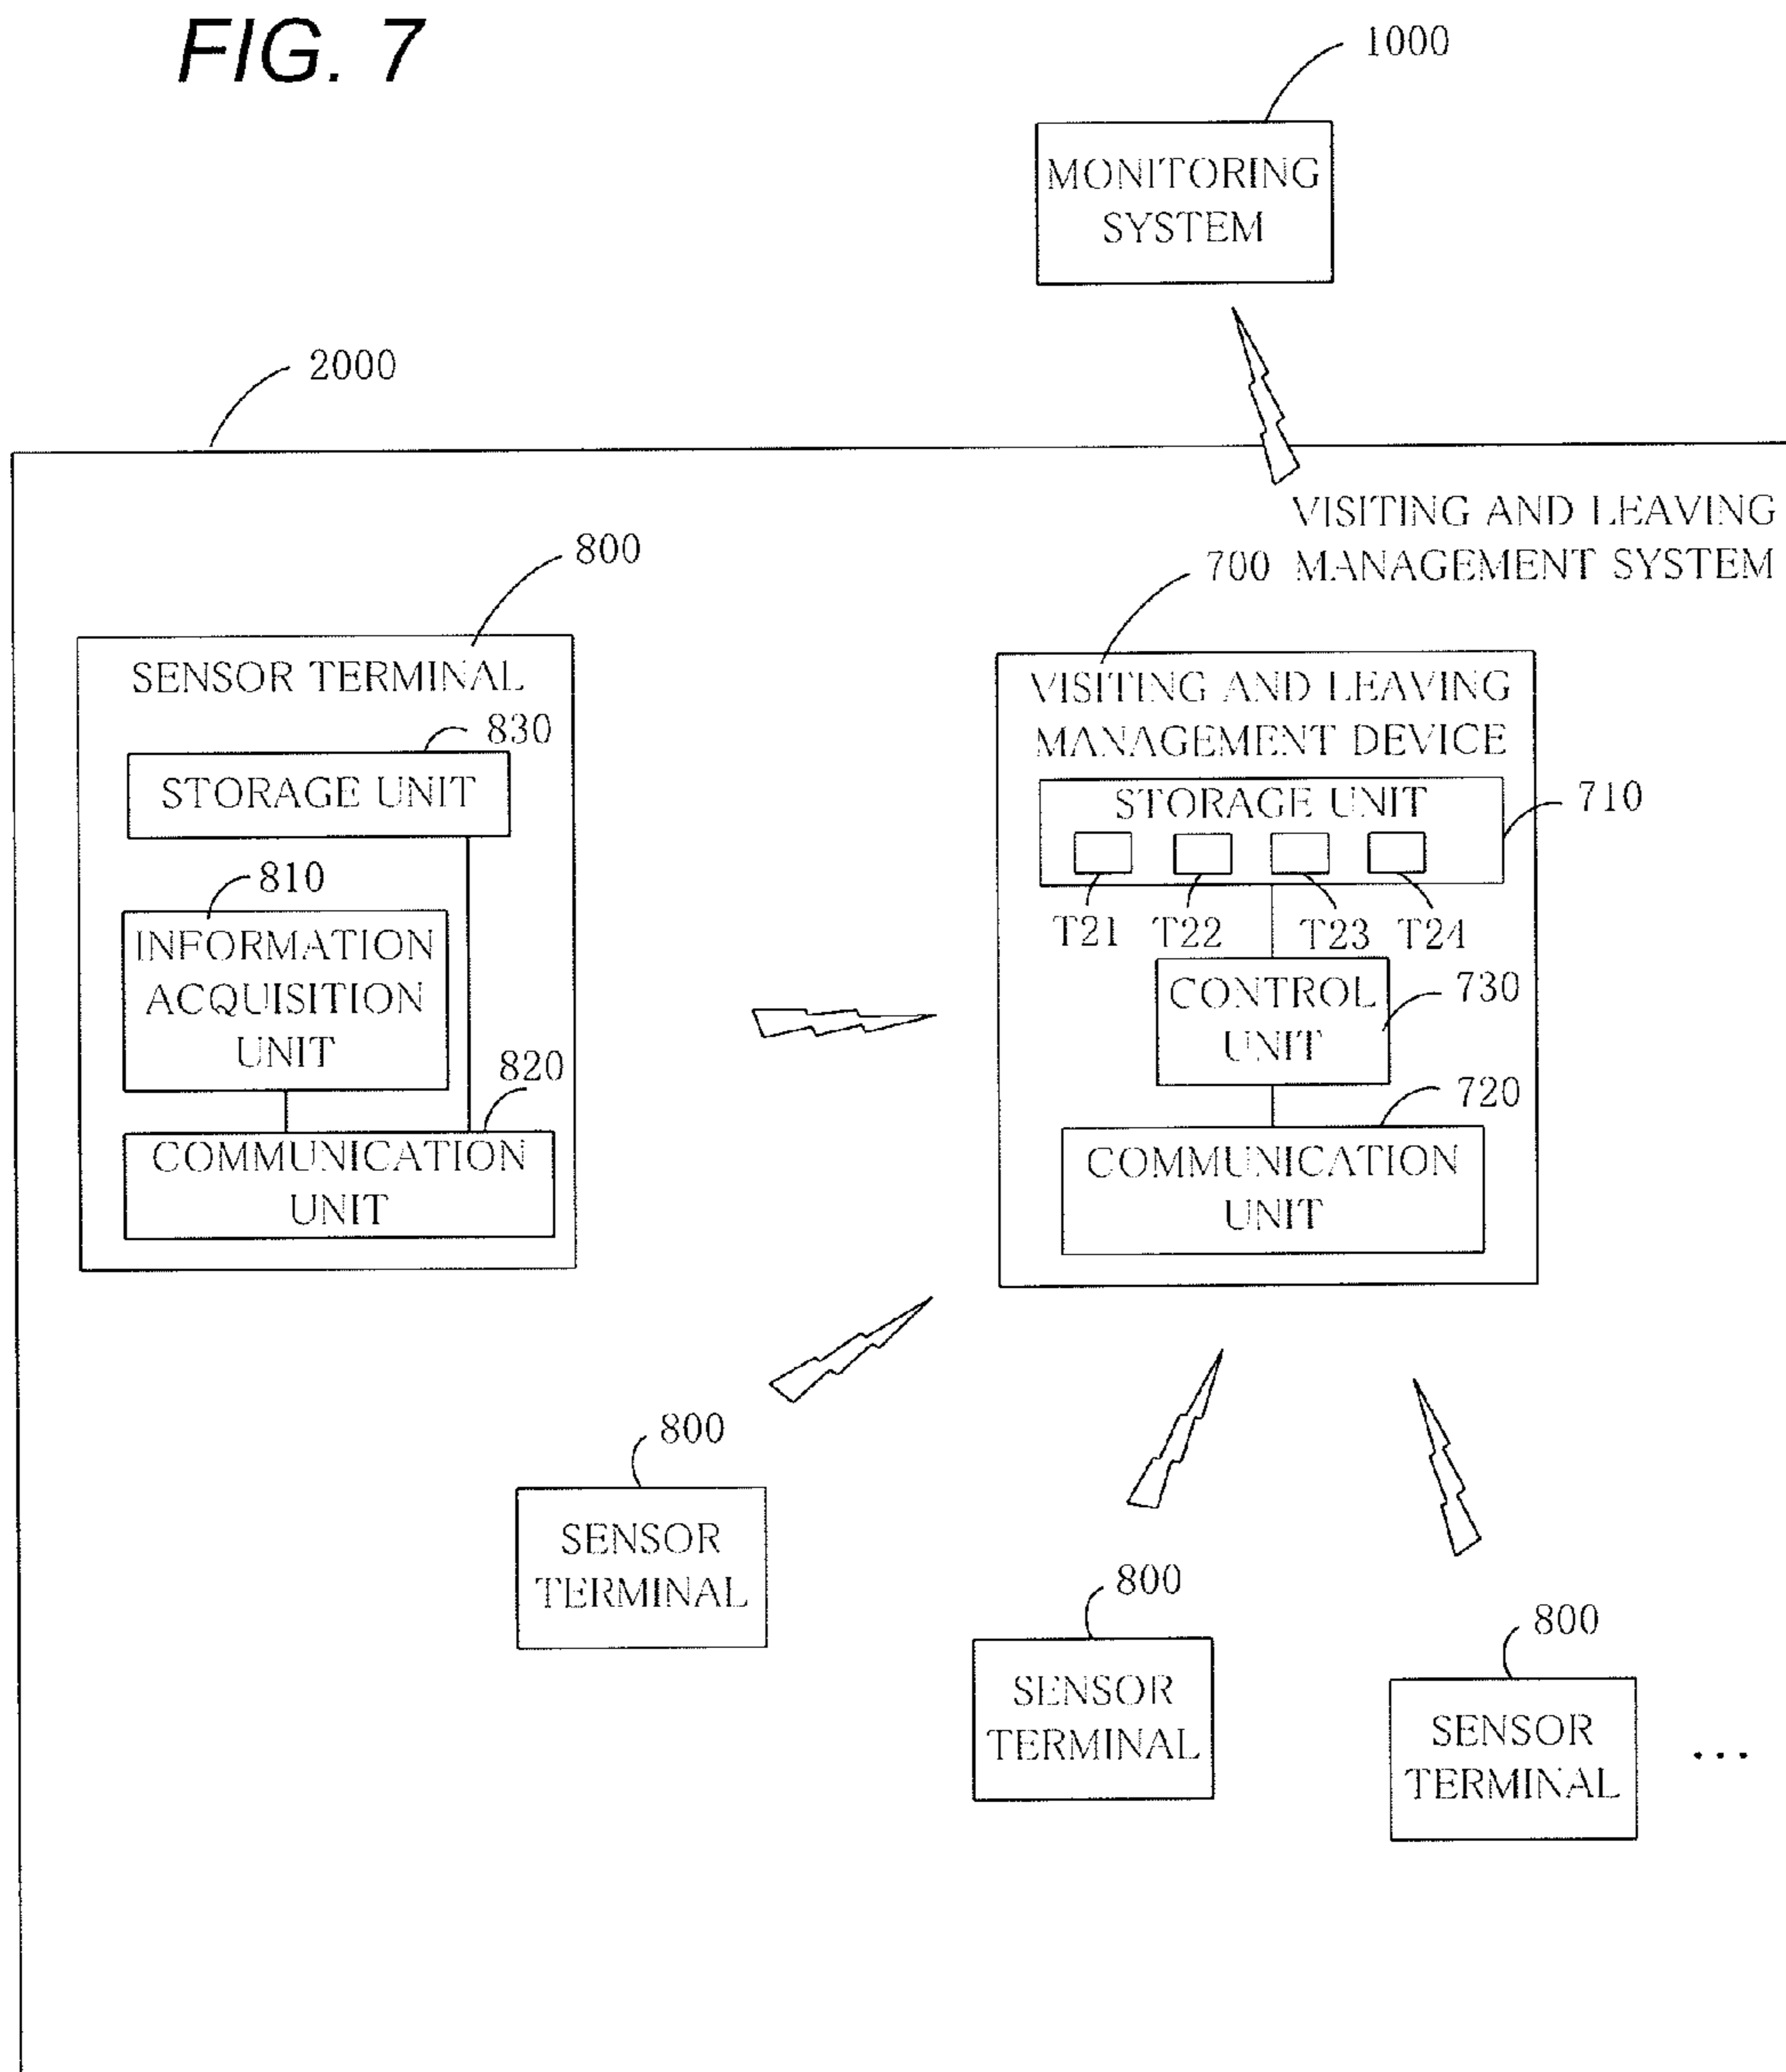 FIG. 7
1000
MONITORING
SYSTEM
2000
VISITING AND LEAVING
MANAGEMENT SYSTEM
800
SENSOR TERMINAL
830
STORAGE UNIT
810
INFORMATION
ACQUISITION
UNIT
820
COMMUNICATION
UNIT
700
VISITING AND LEAVING
MANAGEMENT DEVICE
STORAGE UNIT
710
T21 T22 T23 T24
CONTROL
UNIT
730
720
COMMUNICATION
UNIT
800
SENSOR
TERMINAL
800
SENSOR
TERMINAL
800
SENSOR
TERMINAL
...